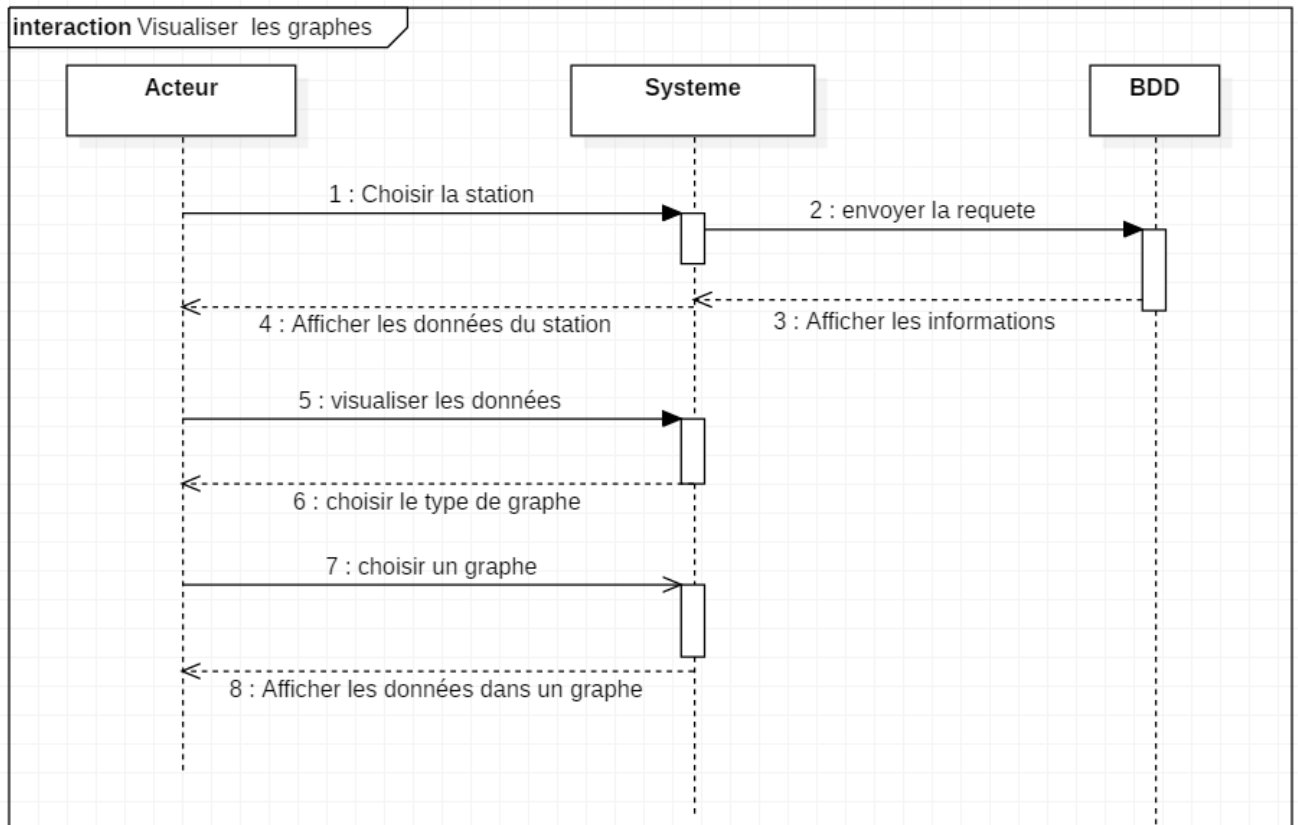 interaction Visualiser les graphes
Acteur
Systeme
BDD
1 : Choisir la station
2 : envoyer la requete
3 : Afficher les informations
4 : Afficher les données du station
5 : visualiser les données
6 : choisir le type de graphe
7 : choisir un graphe
8 : Afficher les données dans un graphe